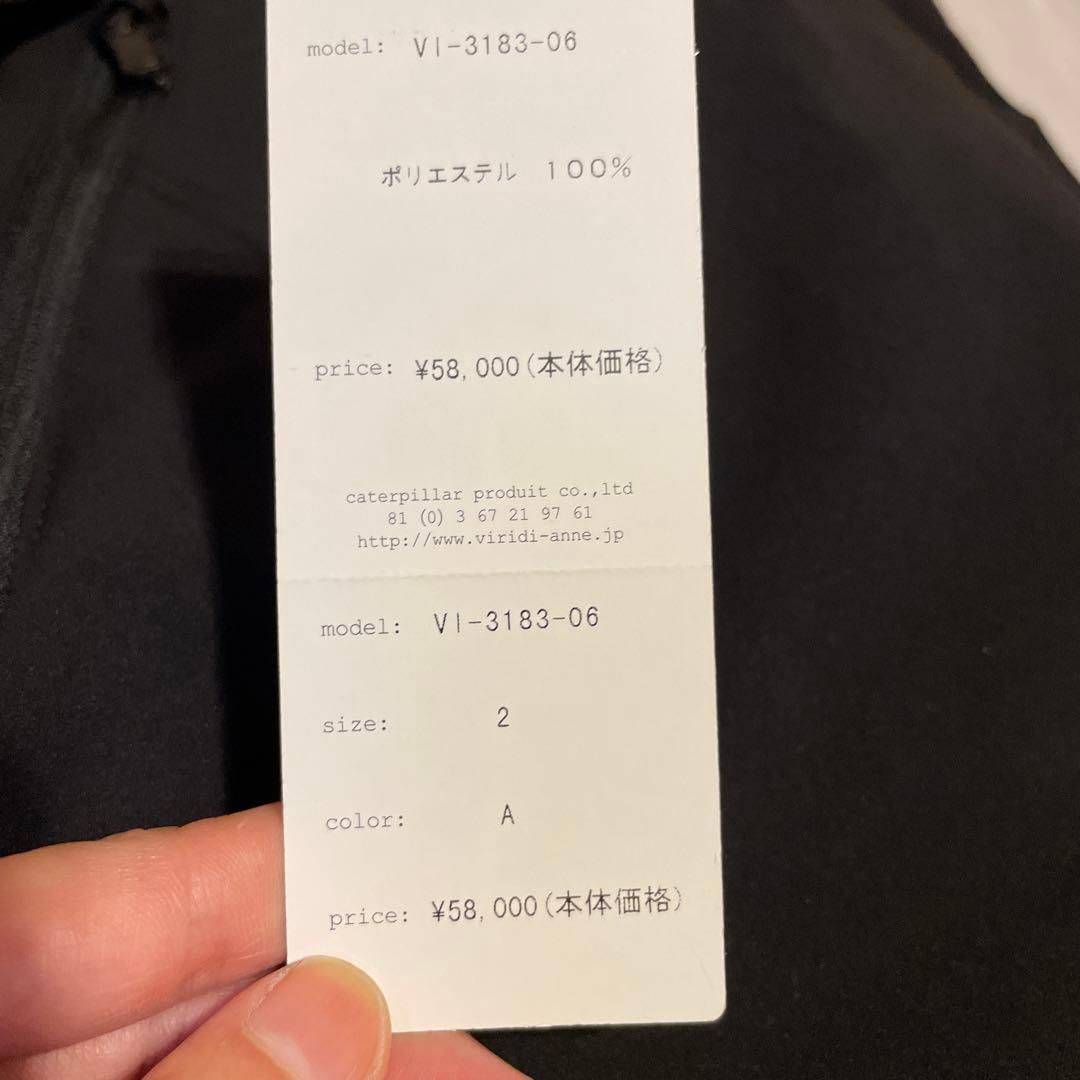 model: VI-3183-06
ポリエステル 100%
price: ¥58,000(本体価格)
caterpillar produit co.,ltd
81 (0) 3 67 21 97 61
http://www.viridi-anne.jp
model: VI-3183-06
size: 2
color: A
price: ¥58,000(本体価格)